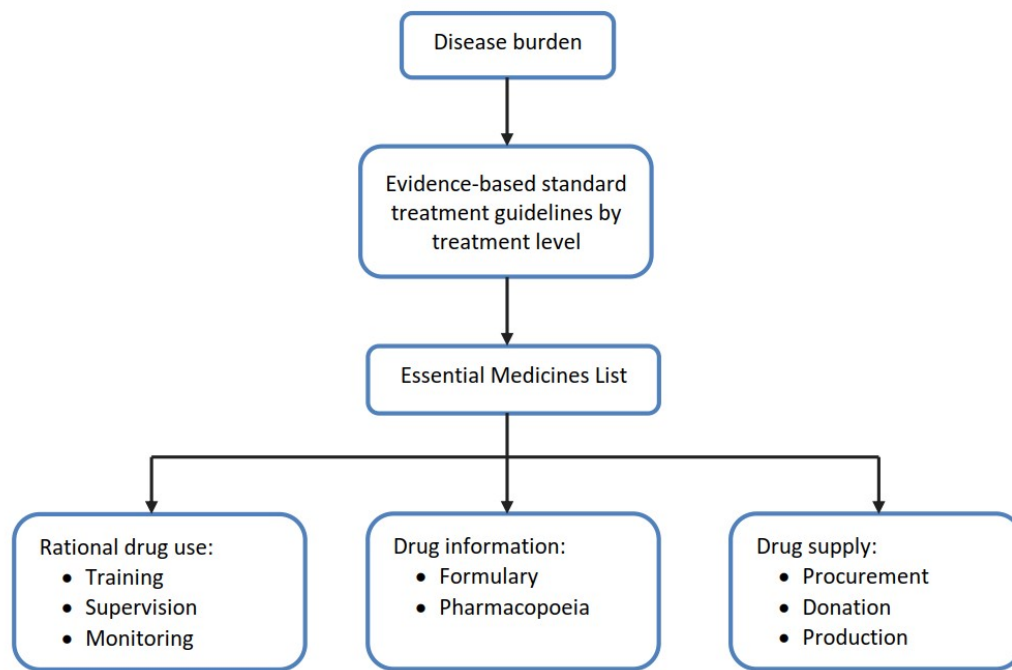 Disease burden
Evidence-based standard
treatment guidelines by
treatment level
Essential Medicines List
Rational drug use:
• Training
• Supervision
• Monitoring
Drug information:
• Formulary
• Pharmacopoeia
Drug supply:
• Procurement
• Donation
• Production